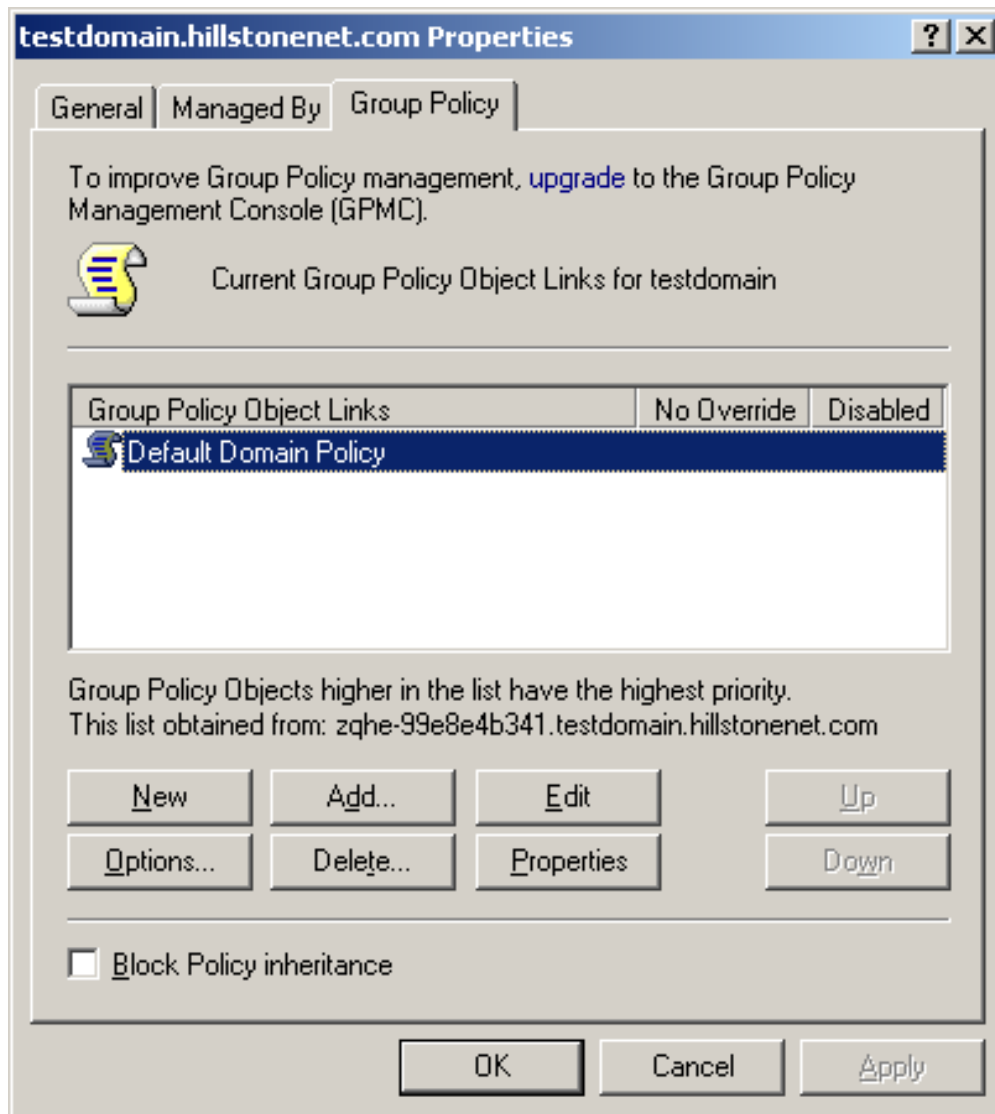 testdomain.hillstonenet.com Properties
General Managed By Group Policy
To improve Group Policy management, upgrade to the Group Policy
Management Console (GPMC).
Current Group Policy Object Links for testdomain
Group Policy Object Links No Override Disabled
Default Domain Policy
Group Policy Objects higher in the list have the highest priority.
This list obtained from: zqhe-99e8e4b341.testdomain.hillstonenet.com
New Add... Edit Up
Options... Delete... Properties Down
Block Policy inheritance
OK Cancel Apply